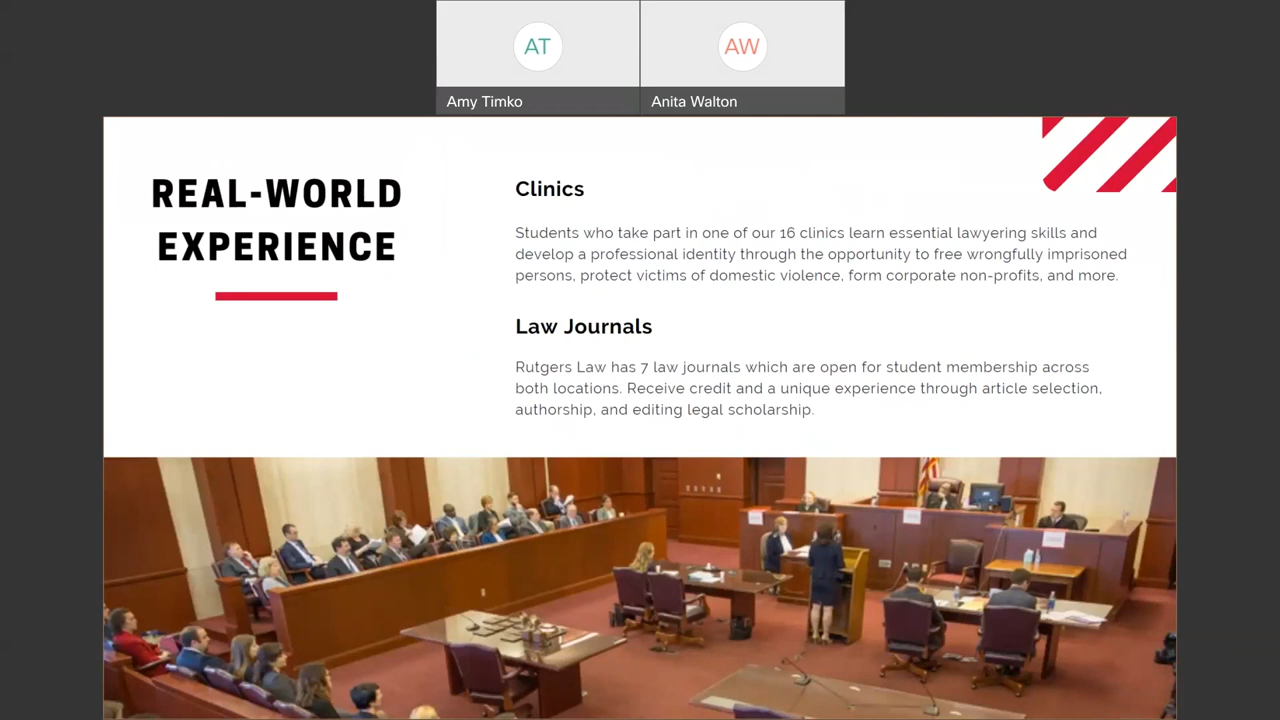 AT
AW
Amy Timko
Anita Walton
REAL-WORLD
EXPERIENCE
Clinics
Students who take part in one of our 16 clinics learn essential lawyering skills and
develop a professional identity through the opportunity to free wrongfully imprisoned
persons, protect victims of domestic violence, form corporate non-profits, and more.
Law Journals
Rutgers Law has 7 law journals which are open for student membership across
both locations. Receive credit and a unique experience through article selection,
authorship, and editing legal scholarship.